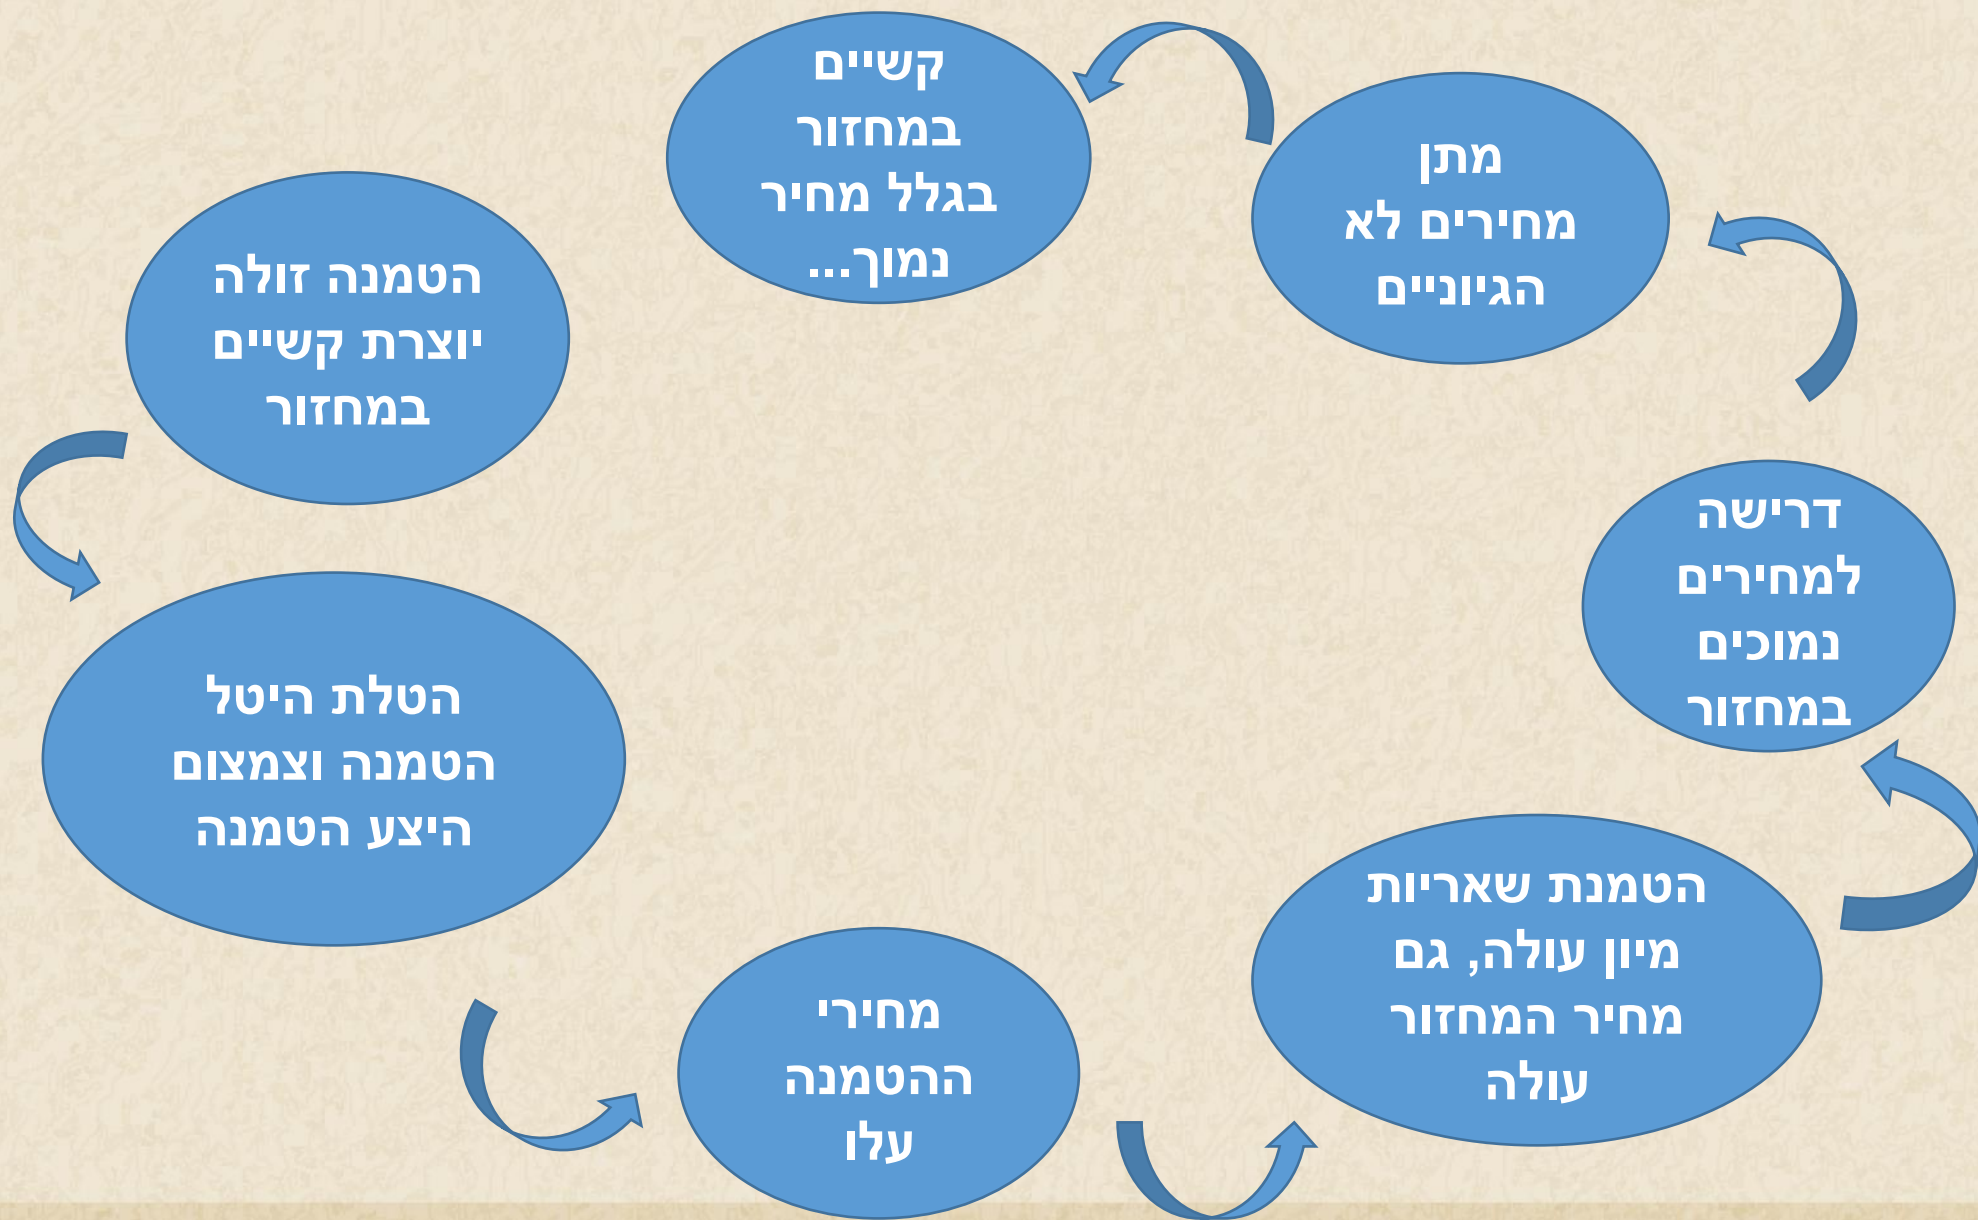 הטמנה זולה
יוצרת קשיים
במחזור
הטלת היטל
הטמנה וצמצום
היצע הטמנה
מחירי
ההטמנה
עלו
הטמנת שאריות
מיון עולה, גם
מחיר המחזור
עולה
דרישה
למחירים
נמוכים
במחזור
מתן
מחירים לא
הגיוניים
קשיים
במחזור
בגלל מחיר
נמוך...